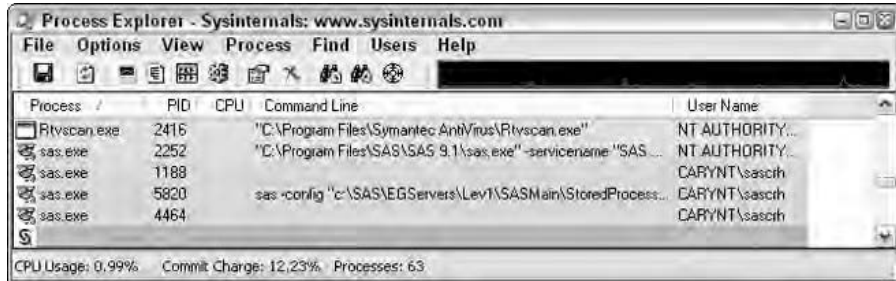 Process Explorer - Sysinternals: www.sysinternals.com
File Options View Process Find Users Help
Process / PID CPU Command Line User Name
Rtvscan.exe 2416 "C:\Program Files\Symantec AntiVirus\Rtvscan.exe" NT AUTHORITY...
sas.exe 2252 "C:\Program Files\SAS\SAS 9.1\sas.exe" -servicename "SAS ... NT AUTHORITY...
sas.exe 1188 CARYNT\sascrh
sas.exe 5820 sas -config "c:\SAS\EGServers\Lev1\SASMain\StoredProcess... CARYNT\sascrh
sas.exe 4464 CARYNT\sascrh
CPU Usage: 0.99% Commit Charge: 12.23% Processes: 63